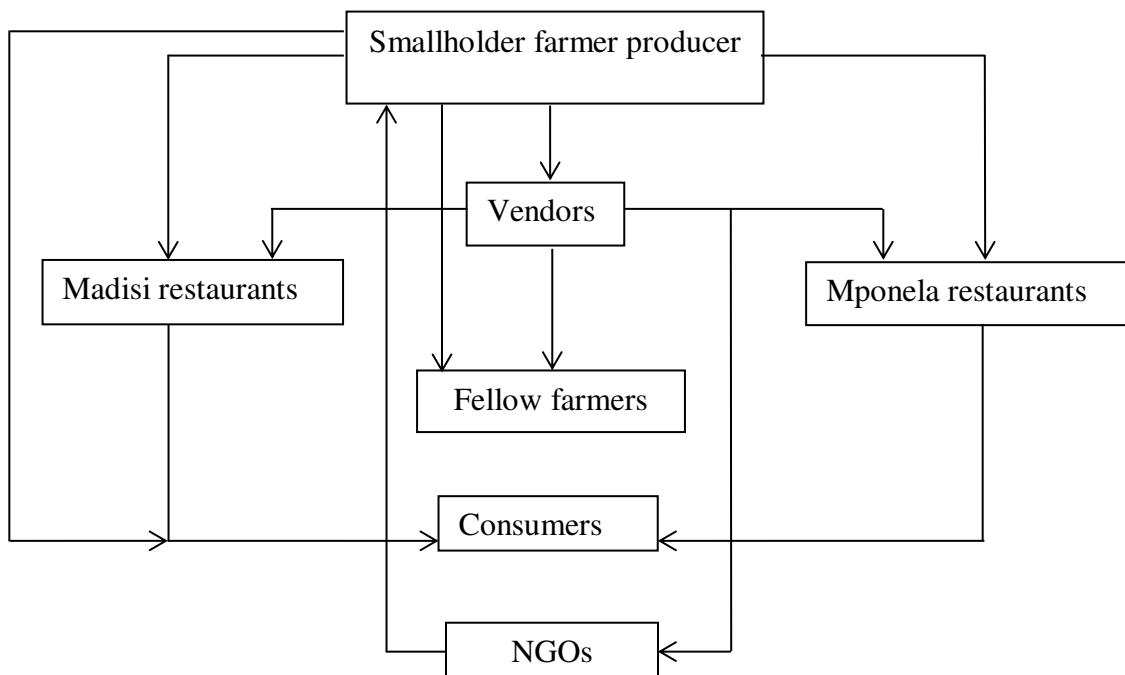 Smallholder farmer producer
Vendors
Madisi restaurants
Mponela restaurants
Fellow farmers
Consumers
NGOs